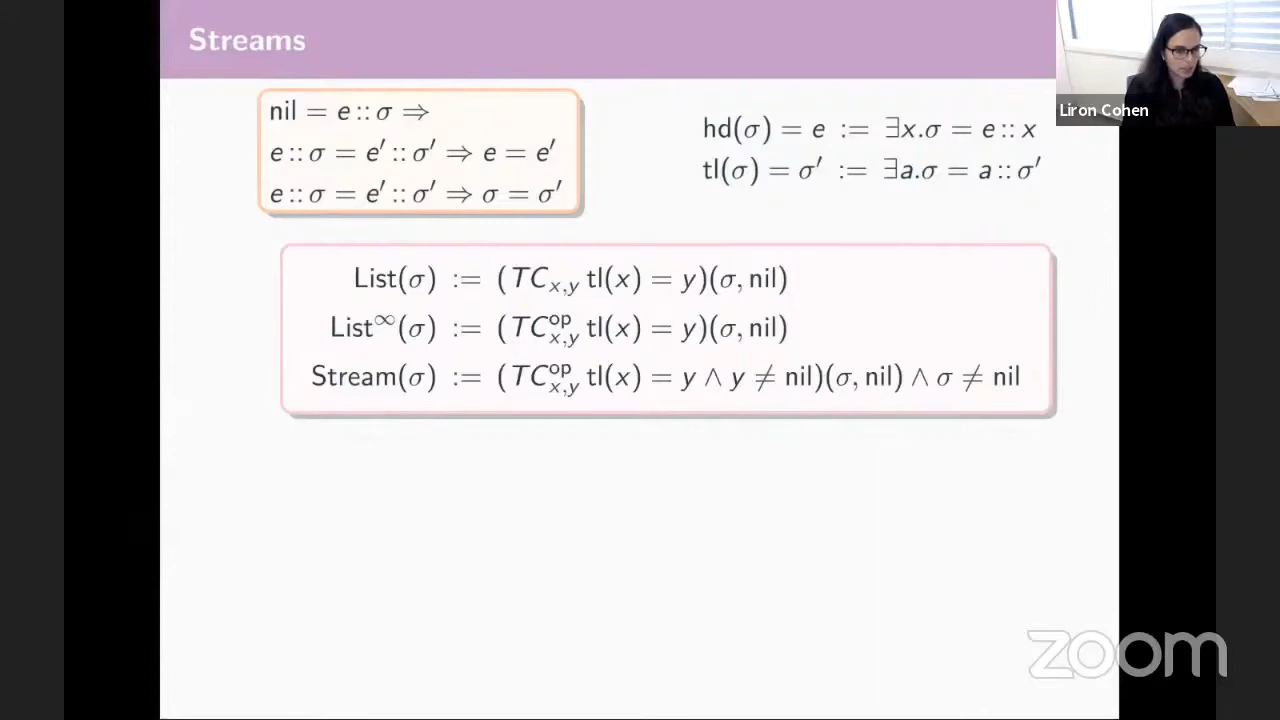 Streams
Liron Cohen
nil = e :: σ ⇒
e :: σ = e′ :: σ′ ⇒ e = e′
e :: σ = e′ :: σ′ ⇒ σ = σ′
hd(σ) = e := ∃x.σ = e :: x
tl(σ) = σ′ := ∃a.σ = a :: σ′
List(σ) := (TC_{x,y} tl(x) = y)(σ, nil)
List^∞(σ) := (TC^{op}_{x,y} tl(x) = y)(σ, nil)
Stream(σ) := (TC^{op}_{x,y} tl(x) = y ∧ y ≠ nil)(σ, nil) ∧ σ ≠ nil
zoom